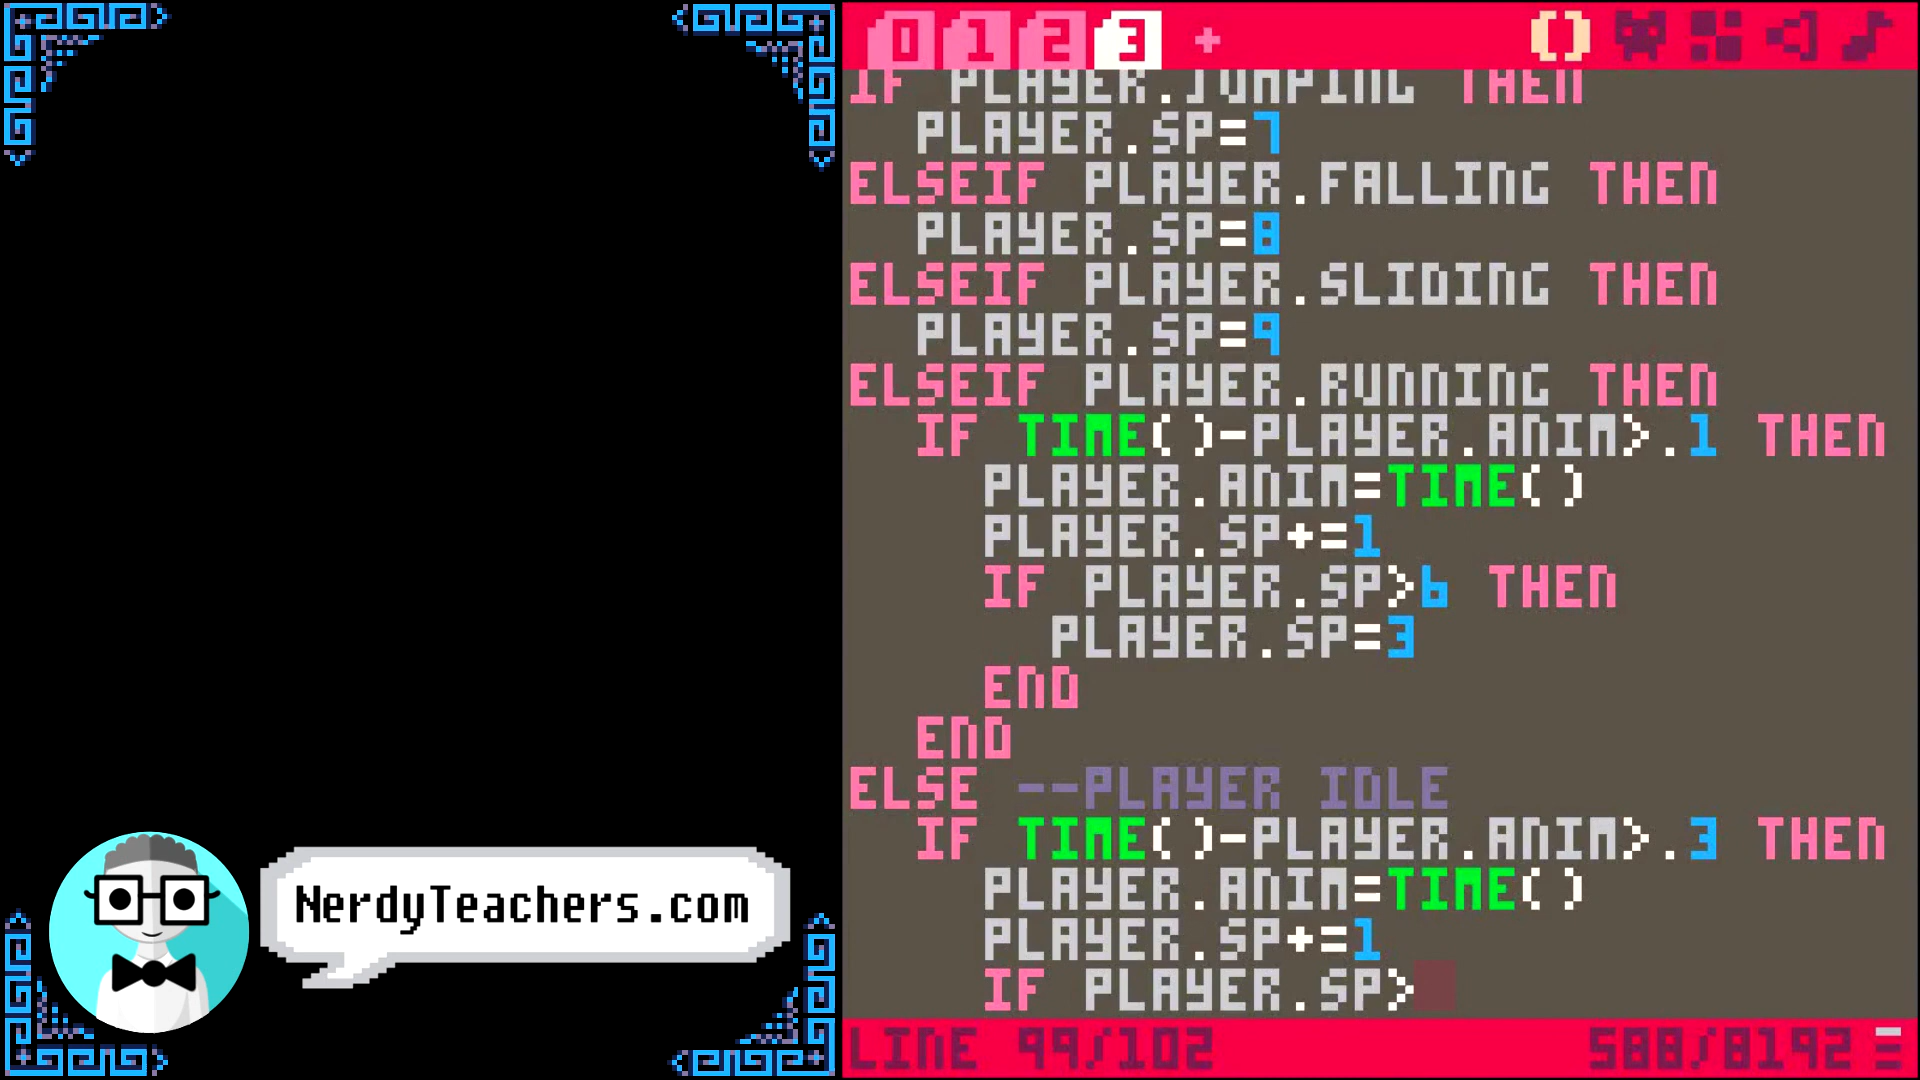 0 1 2 3 +
IF PLAYER.JUMPING THEN
PLAYER.SP=7
ELSEIF PLAYER.FALLING THEN
PLAYER.SP=8
ELSEIF PLAYER.SLIDING THEN
PLAYER.SP=9
ELSEIF PLAYER.RUNNING THEN
IF TIME()-PLAYER.ANIM>.1 THEN
PLAYER.ANIM=TIME()
PLAYER.SP+=1
IF PLAYER.SP>6 THEN
PLAYER.SP=3
END
END
ELSE --PLAYER IDLE
IF TIME()-PLAYER.ANIM>.3 THEN
PLAYER.ANIM=TIME()
PLAYER.SP+=1
IF PLAYER.SP>
LINE 99/102 588/8192
NerdyTeachers.com